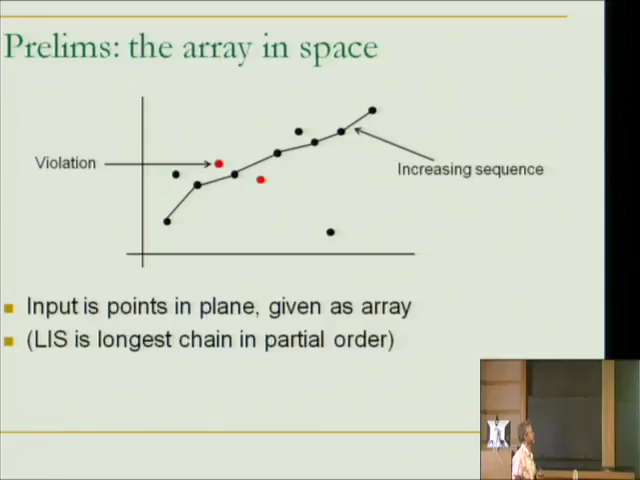 Prelims: the array in space
Violation
Increasing sequence
Input is points in plane, given as array
(LIS is longest chain in partial order)